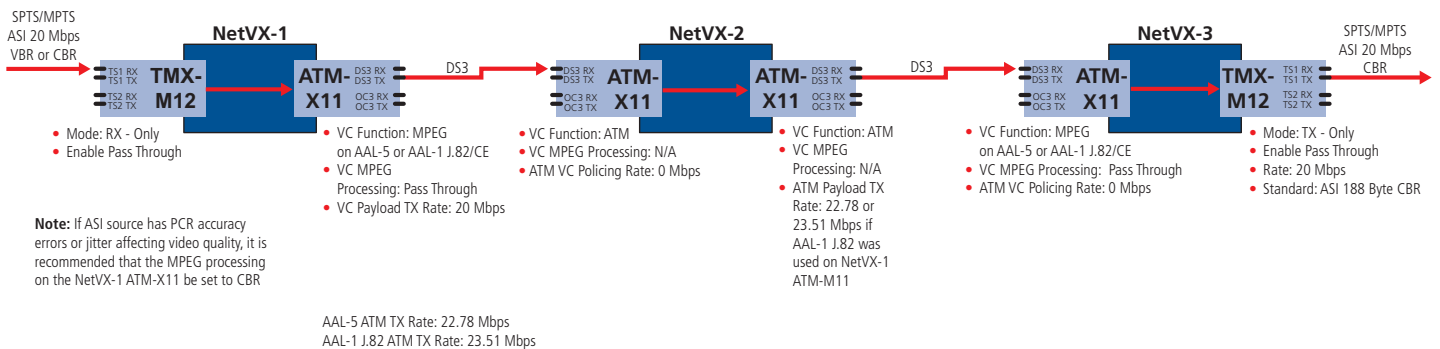 SPTS/MPTS
ASI 20 Mbps
VBR or CBR
NetVX-1
TS1 RX
TS1 TX
TS2 RX
TS2 TX
TMX-
M12
ATM-
X11
DS3 RX
DS3 TX
OC3 RX
OC3 TX
DS3
• Mode: RX - Only
• Enable Pass Through
• VC Function: MPEG
on AAL-5 or AAL-1 J.82/CE
• VC MPEG
Processing: Pass Through
• VC Payload TX Rate: 20 Mbps
Note: If ASI source has PCR accuracy
errors or jitter affecting video quality, it is
recommended that the MPEG processing
on the NetVX-1 ATM-X11 be set to CBR
AAL-5 ATM TX Rate: 22.78 Mbps
AAL-1 J.82 ATM TX Rate: 23.51 Mbps
NetVX-2
DS3 RX
DS3 TX
OC3 RX
OC3 TX
ATM-
X11
ATM-
X11
DS3 RX
DS3 TX
OC3 RX
OC3 TX
DS3
• VC Function: ATM
• VC MPEG Processing: N/A
• ATM VC Policing Rate: 0 Mbps
• VC Function: ATM
• VC MPEG
Processing: N/A
• ATM Payload TX
Rate: 22.78 or
23.51 Mbps if
AAL-1 J.82 was
used on NetVX-1
ATM-M11
NetVX-3
DS3 RX
DS3 TX
OC3 RX
OC3 TX
ATM-
X11
TMX-
M12
TS1 RX
TS1 TX
TS2 RX
TS2 TX
SPTS/MPTS
ASI 20 Mbps
CBR
• VC Function: MPEG
on AAL-5 or AAL-1 J.82/CE
• VC MPEG Processing: Pass Through
• ATM VC Policing Rate: 0 Mbps
• Mode: TX - Only
• Enable Pass Through
• Rate: 20 Mbps
• Standard: ASI 188 Byte CBR